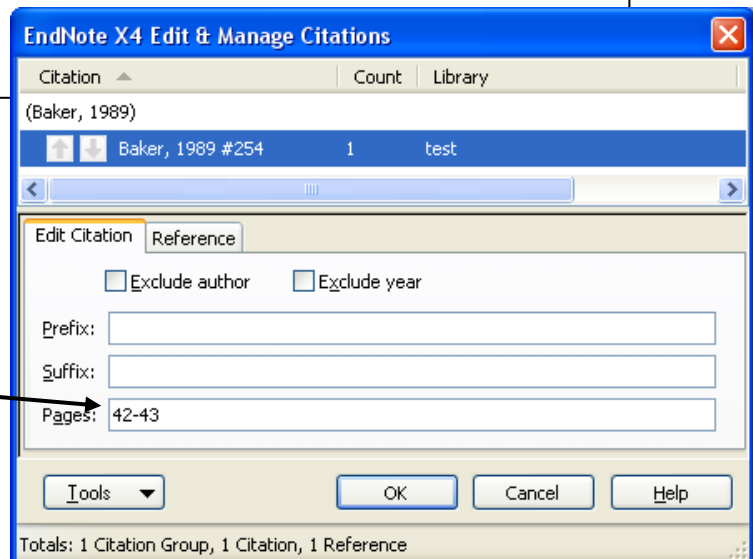 EndNote X4 Edit & Manage Citations
Citation Count Library
(Baker, 1989)
Baker, 1989 #254 1 test
Edit Citation Reference
Exclude author Exclude year
Prefix:
Suffix:
Pages: 42-43
Tools OK Cancel Help
Totals: 1 Citation Group, 1 Citation, 1 Reference